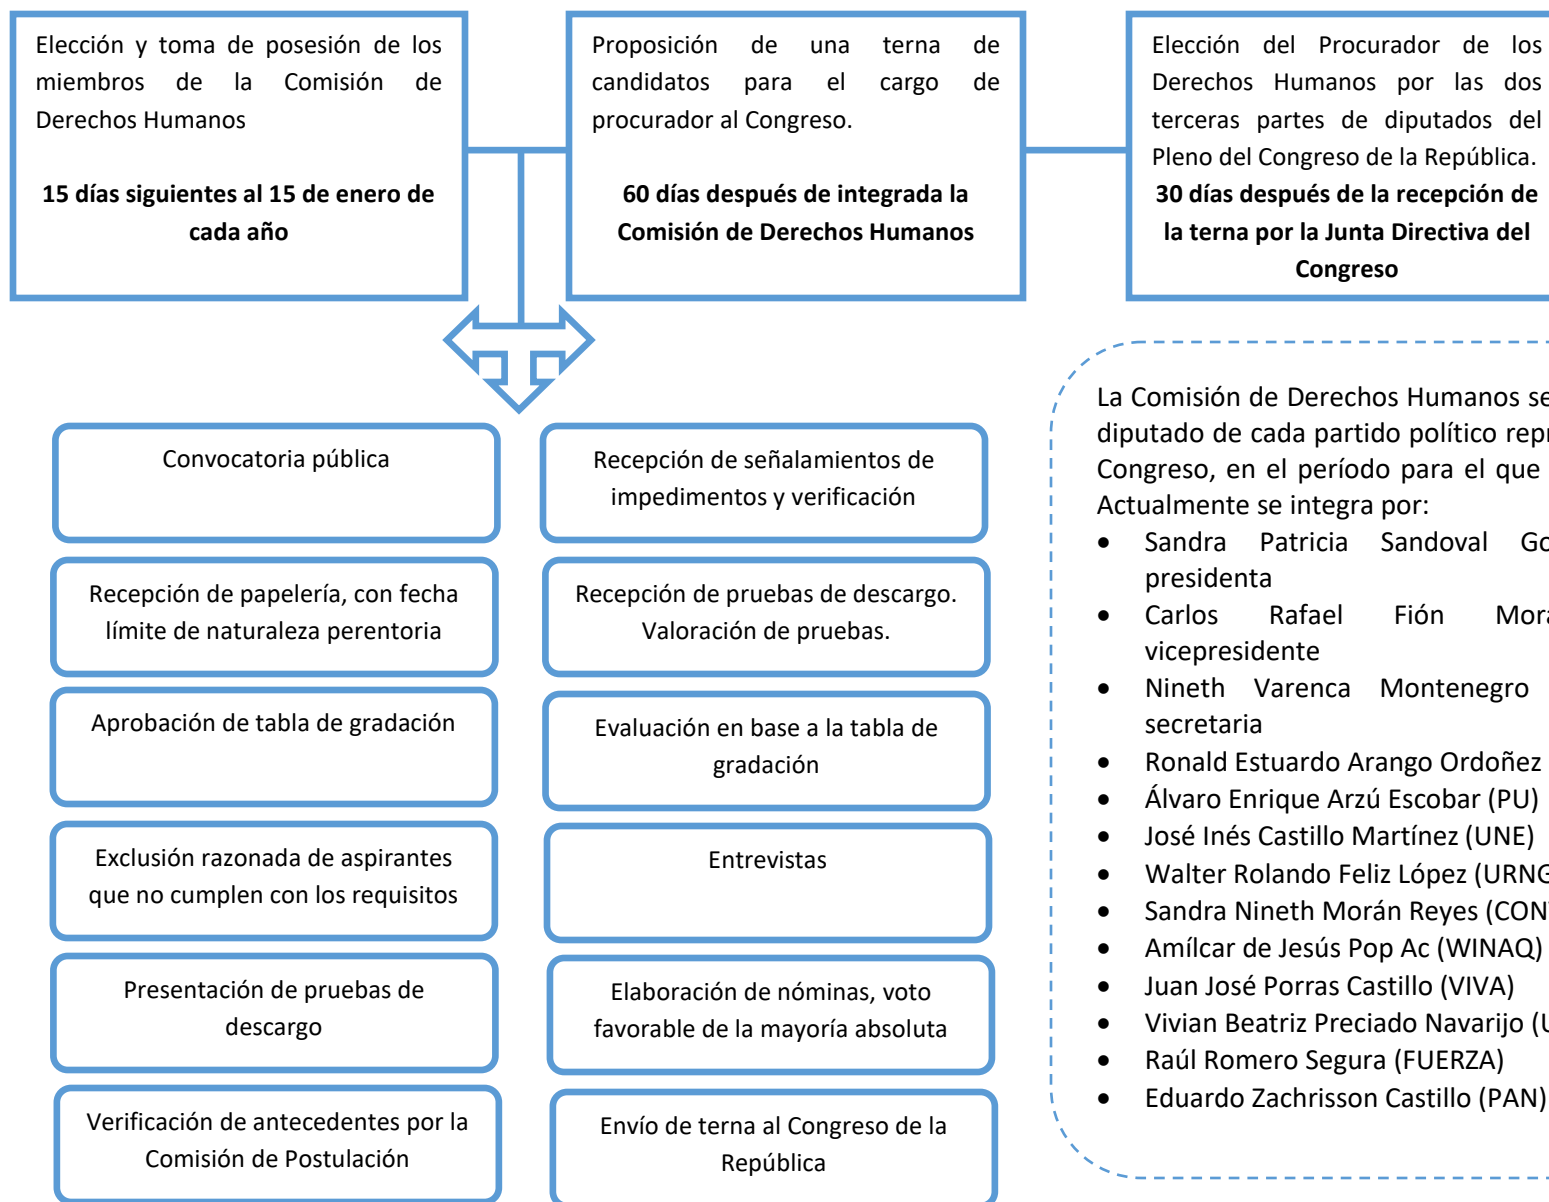 Elección y toma de posesión de los
miembros de la Comisión de
Derechos Humanos
15 días siguientes al 15 de enero de
cada año
Proposición de una terna de
candidatos para el cargo de
procurador al Congreso.
60 días después de integrada la
Comisión de Derechos Humanos
Elección del Procurador de los
Derechos Humanos por las dos
terceras partes de diputados del
Pleno del Congreso de la República.
30 días después de la recepción de
la terna por la Junta Directiva del
Congreso
Convocatoria pública
Recepción de papelería, con fecha
límite de naturaleza perentoria
Aprobación de tabla de gradación
Exclusión razonada de aspirantes
que no cumplen con los requisitos
Presentación de pruebas de
descargo
Verificación de antecedentes por la
Comisión de Postulación
Recepción de señalamientos de
impedimentos y verificación
Recepción de pruebas de descargo.
Valoración de pruebas.
Evaluación en base a la tabla de
gradación
Entrevistas
Elaboración de nóminas, voto
favorable de la mayoría absoluta
Envío de terna al Congreso de la
República
La Comisión de Derechos Humanos se
diputado de cada partido político
Congreso, en el período para el que
Actualmente se integra por:
• Sandra Patricia Sandoval
presidenta
• Carlos Rafael Fión
vicepresidente
• Nineth Varenca Montenegro
secretaria
• Ronald Estuardo Arango Ordoñez
• Álvaro Enrique Arzú Escobar (PU)
• José Inés Castillo Martínez (UNE)
• Walter Rolando Feliz López (URNG
• Sandra Nineth Morán Reyes (CON
• Amílcar de Jesús Pop Ac (WINAQ)
• Juan José Porras Castillo (VIVA)
• Vivian Beatriz Preciado Navarijo (
• Raúl Romero Segura (FUERZA)
• Eduardo Zachrisson Castillo (PAN)